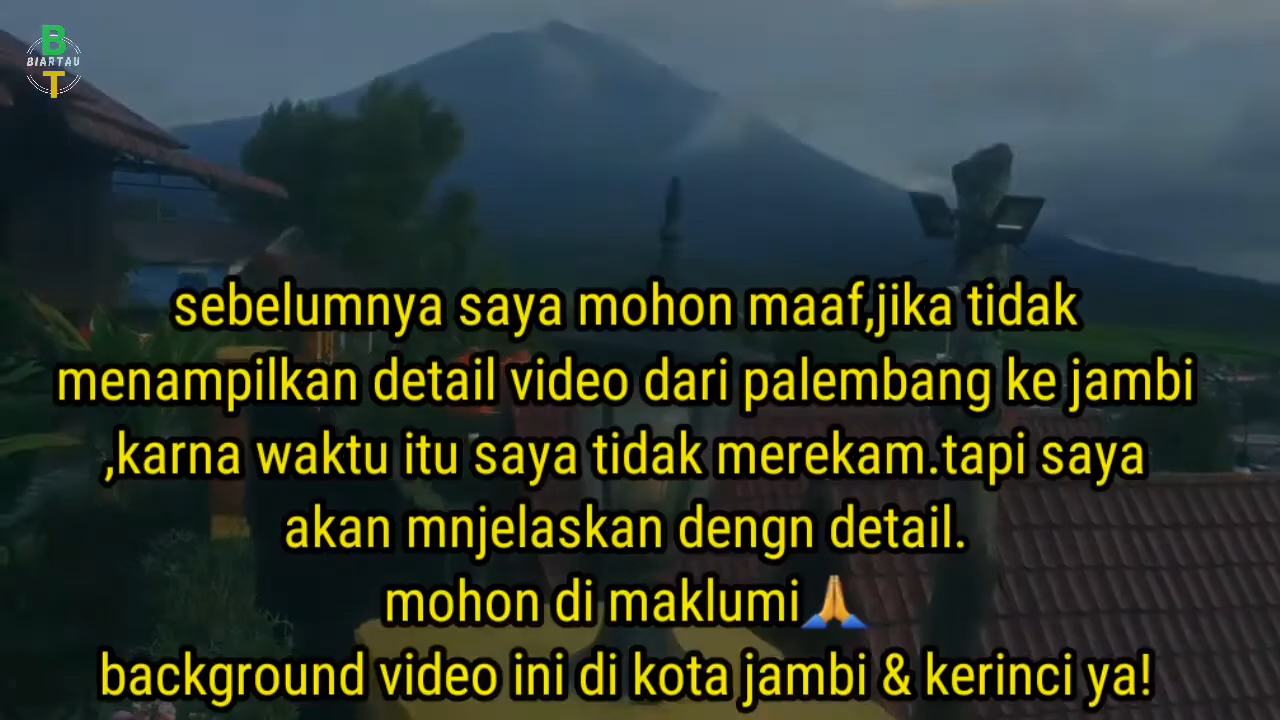 B
BIARTAU
T
sebelumnya saya mohon maaf,jika tidak
menampilkan detail video dari palembang ke jambi
,karna waktu itu saya tidak merekam.tapi saya
akan mnjelaskan dengn detail.
mohon di maklumi🙏
background video ini di kota jambi & kerinci ya!